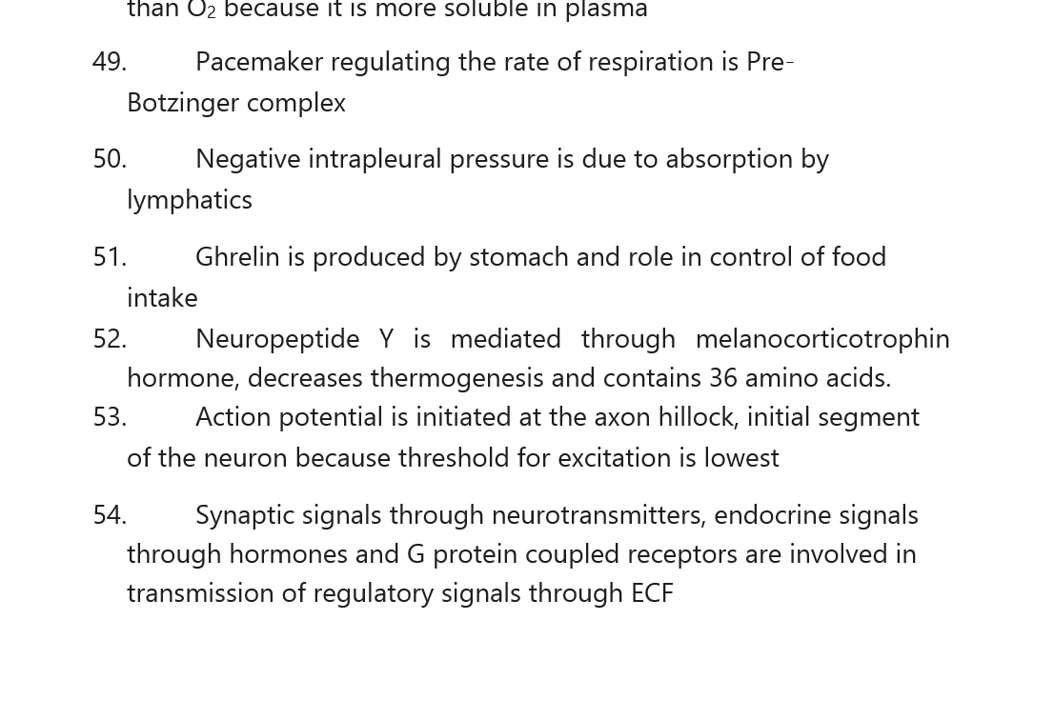 than O₂ because it is more soluble in plasma
49. Pacemaker regulating the rate of respiration is Pre-
Botzinger complex
50. Negative intrapleural pressure is due to absorption by
lymphatics
51. Ghrelin is produced by stomach and role in control of food
intake
52. Neuropeptide Y is mediated through melanocorticotrophin
hormone, decreases thermogenesis and contains 36 amino acids.
53. Action potential is initiated at the axon hillock, initial segment
of the neuron because threshold for excitation is lowest
54. Synaptic signals through neurotransmitters, endocrine signals
through hormones and G protein coupled receptors are involved in
transmission of regulatory signals through ECF